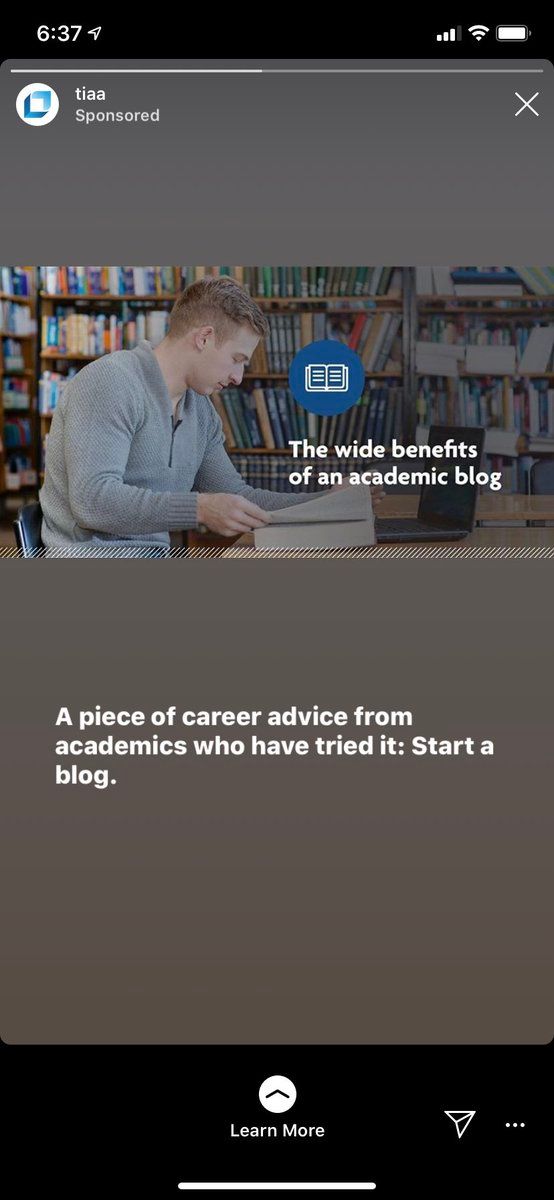 6:37
tiaa
Sponsored
The wide benefits
of an academic blog
A piece of career advice from
academics who have tried it: Start a
blog.
Learn More